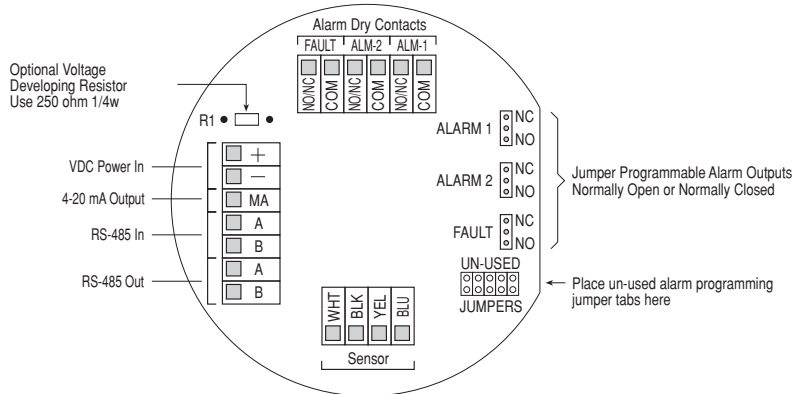 Alarm Dry Contacts
FAULT ALM-2 ALM-1
NO/NC COM NO/NC COM NO/NC COM
Optional Voltage
Developing Resistor
Use 250 ohm 1/4w
R1
VDC Power In
+
−
4-20 mA Output
MA
RS-485 In
A
B
RS-485 Out
A
B
ALARM 1
NC
NO
ALARM 2
NC
NO
FAULT
NC
NO
Jumper Programmable Alarm Outputs
Normally Open or Normally Closed
UN-USED
JUMPERS
Place un-used alarm programming
jumper tabs here
WHT BLK YEL BLU
Sensor